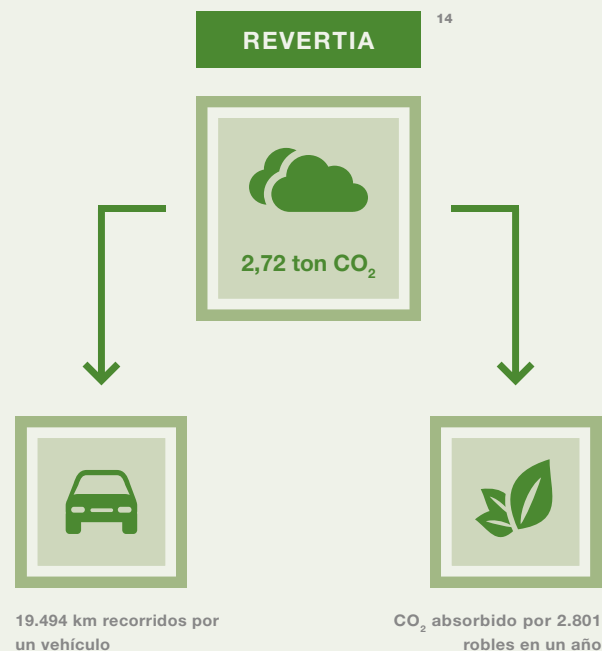 REVERTIA
14
2,72 ton CO₂
19.494 km recorridos por
un vehículo
CO₂ absorbido por 2.801
robles en un año